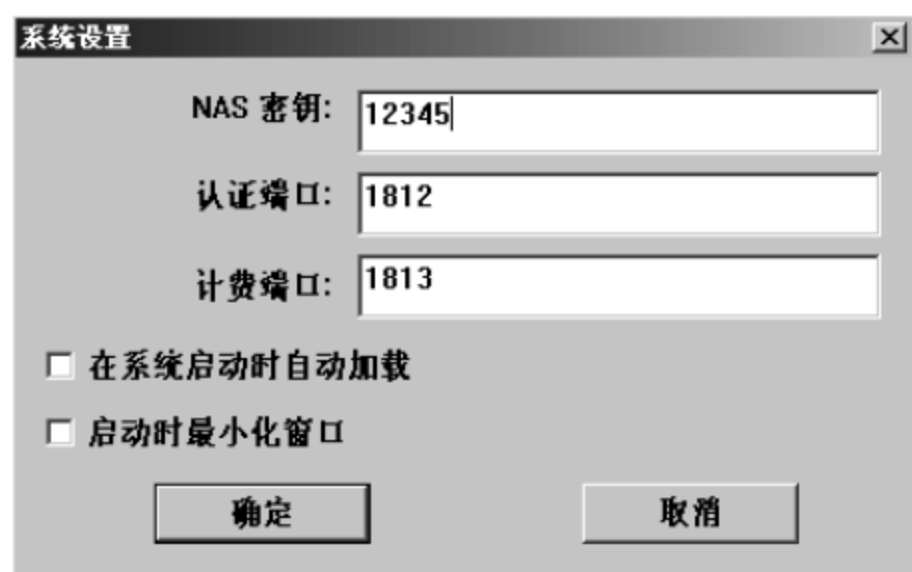 系统设置
NAS 密钥: 12345
认证端口: 1812
计费端口: 1813
在系统启动时自动加载
启动时最小化窗口
确定 取消